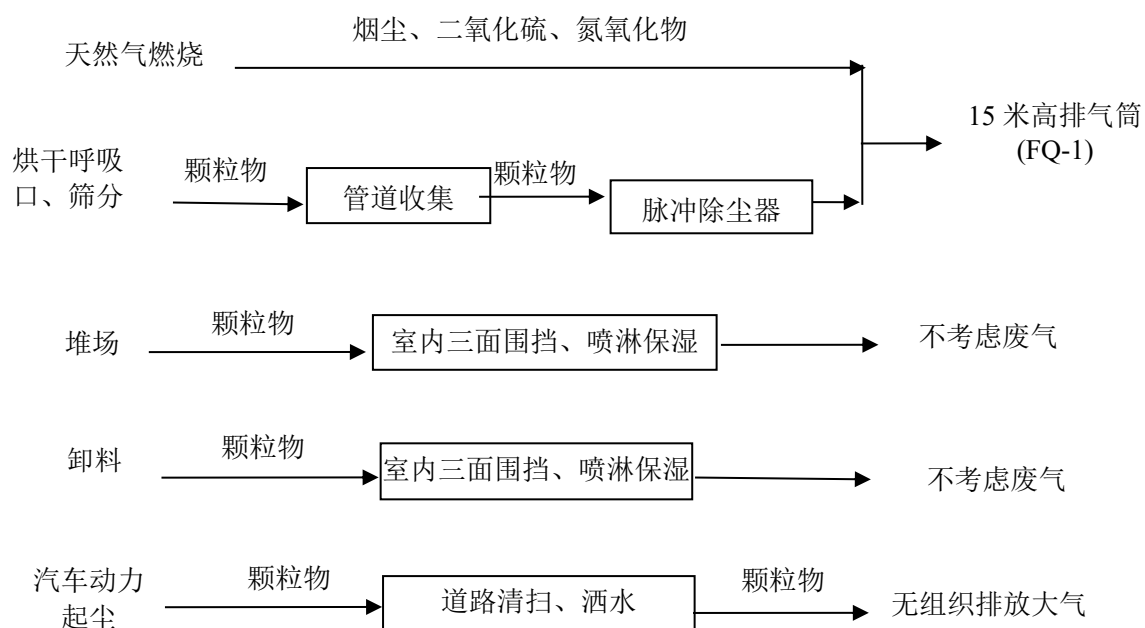 烟尘、二氧化硫、氮氧化物
天然气燃烧
15 米高排气筒
(FQ-1)
烘干呼吸
口、筛分
颗粒物
管道收集
颗粒物
脉冲除尘器
堆场
颗粒物
室内三面围挡、喷淋保湿
不考虑废气
卸料
颗粒物
室内三面围挡、喷淋保湿
不考虑废气
汽车动力
起尘
颗粒物
道路清扫、洒水
颗粒物
无组织排放大气